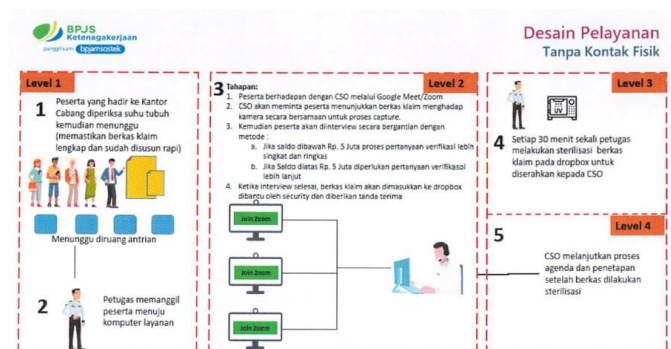 BPJS
Ketenagakerjaan
bpjamsostek
Desain Pelayanan
Tanpa Kontak Fisik
Level 1
1
Peserta yang hadir ke Kantor
Cabang diperiksa suhu tubuh
kemudian menunggu
(memastikan berkas klaim
lengkap dan sudah disusun rapi)
Menunggu diruang antrian
2
Petugas memanggil
peserta menuju
komputer layanan
Level 2
3
Tahapan:
1. Peserta berhadapan dengan CSO melalui Google Meet/Zoom
2. CSO akan meminta peserta menunjukkan berkas klaim menghadap
kamera secara bersamaan untuk proses capture.
3. Kemudian peserta akan diinterview secara bergantian dengan
metode :
a. Jika saldo dibawah Rp. 5 Juta proses pertanyaan verifikasi lebih
singkat dan ringkas
b. Jika Saldo diatas Rp. 5 Juta diperlukan pertanyaan verifikasoi
lebih lanjut
4. Ketika interview selesai, berkas klaim akan dimasukkan ke dropbox
dibantu oleh security dan diberikan tanda terima
Join Zoom
Join Zoom
Join Zoom
Level 3
UV
4
Setiap 30 menit sekali petugas
melakukan sterilisasi berkas
klaim pada dropbox untuk
diserahkan kepada CSO
Level 4
5
CSO melanjutkan proses
agenda dan penetapan
setelah berkas dilakukan
sterilisasi